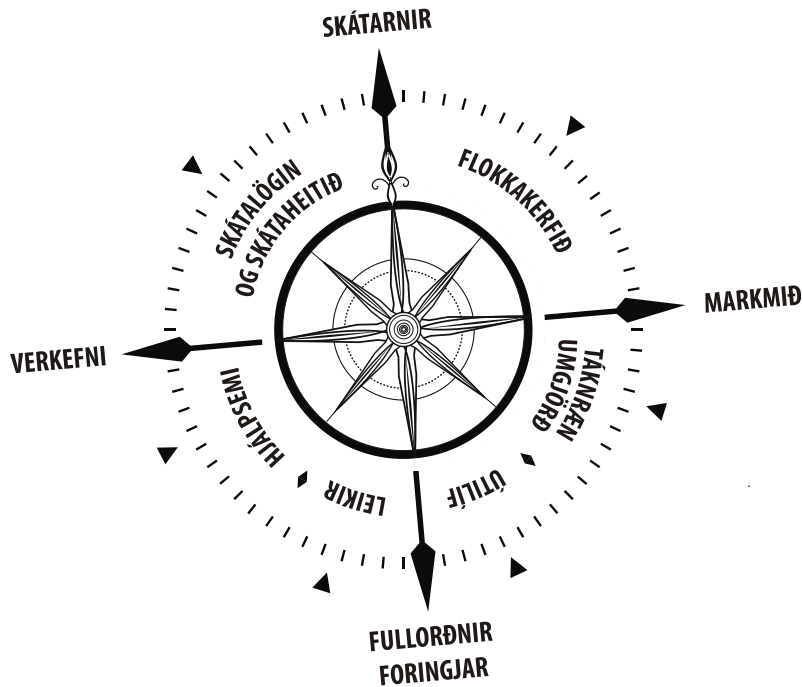 SKÁTARNIR
FLOKKAKERFIÐ
MARKMIÐ
TÁKNRÆN
UMGJÖRÐ
ÚTILÍF
FULLORÐNIR
FORINGJAR
LEIKIR
HJÁLPSEMI
VERKEFNI
SKÁTALÖGIN
OG SKÁTAHEITIÐ